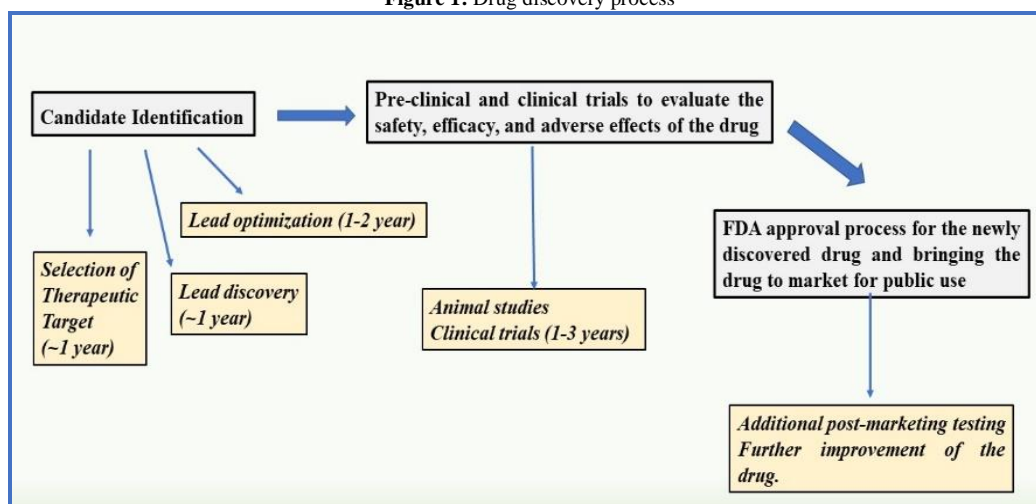 Figure 1. Drug discovery process
Candidate Identification
Pre-clinical and clinical trials to evaluate the
safety, efficacy, and adverse effects of the drug
Lead optimization (1-2 year)
Selection of
Therapeutic
Target
(~1 year)
Lead discovery
(~1 year)
Animal studies
Clinical trials (1-3 years)
FDA approval process for the newly
discovered drug and bringing the
drug to market for public use
Additional post-marketing testing
Further improvement of the
drug.